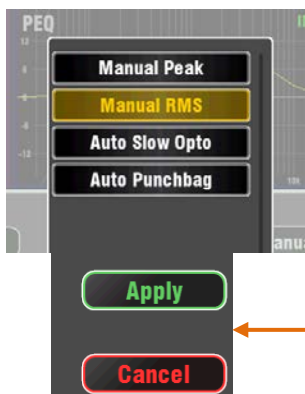 PEQ
Manual Peak
Manual RMS
Auto Slow Opto
Auto Punchbag
Apply
Cancel